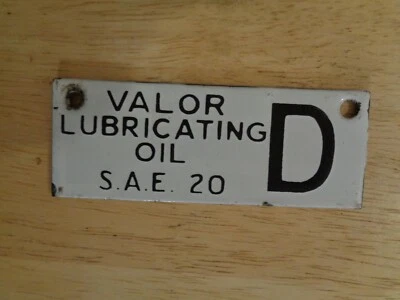 VALOR
LUBRICATING
OIL
S.A.E. 20
D